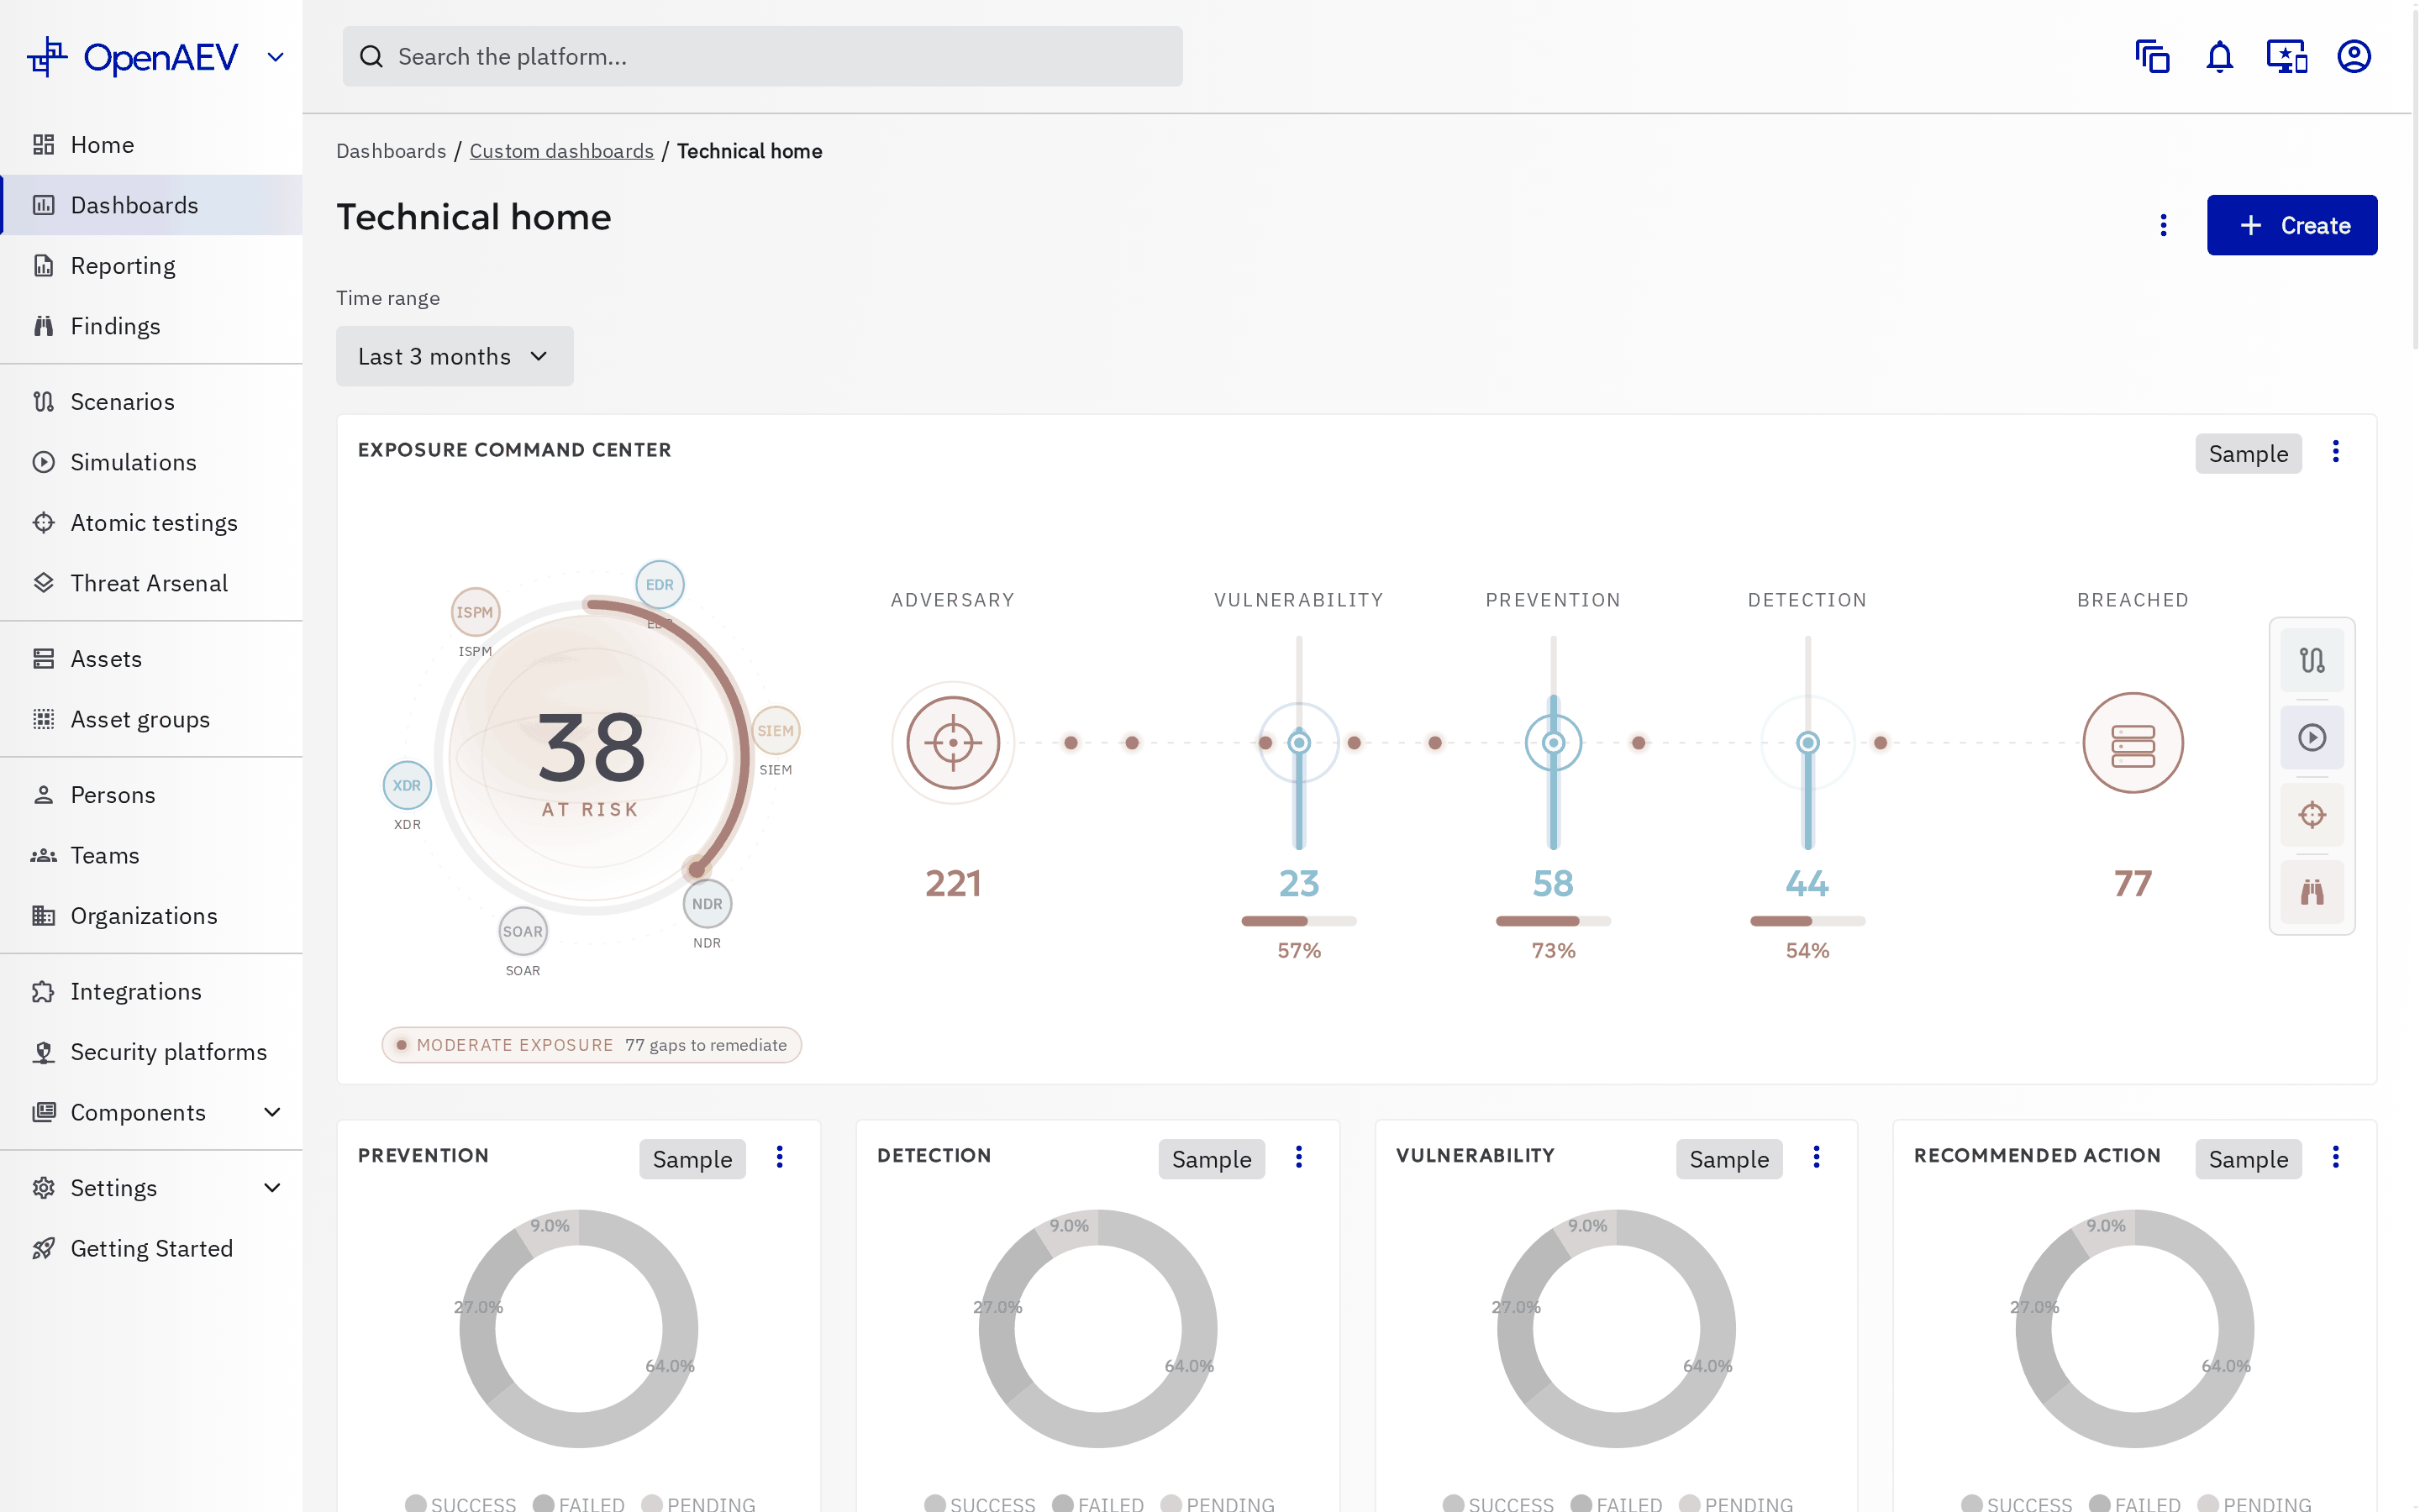 OpenAEV
Search the platform...
Home
Dashboards
Reporting
Findings
Scenarios
Simulations
Atomic testings
Threat Arsenal
Assets
Asset groups
Persons
Teams
Organizations
Integrations
Security platforms
Components
Settings
Getting Started
Dashboards / Custom dashboards / Technical home
Technical home
Create
Time range
Last 3 months
EXPOSURE COMMAND CENTER
Sample
EDR
EDR
ISPM
ISPM
SIEM
SIEM
XDR
XDR
NDR
NDR
SOAR
SOAR
38
AT RISK
MODERATE EXPOSURE 77 gaps to remediate
ADVERSARY
221
VULNERABILITY
23
57%
PREVENTION
58
73%
DETECTION
44
54%
BREACHED
77
PREVENTION
Sample
9.0%
27.0%
64.0%
SUCCESS FAILED PENDING
DETECTION
Sample
9.0%
27.0%
64.0%
SUCCESS FAILED PENDING
VULNERABILITY
Sample
9.0%
27.0%
64.0%
SUCCESS FAILED PENDING
RECOMMENDED ACTION
Sample
9.0%
27.0%
64.0%
SUCCESS FAILED PENDING